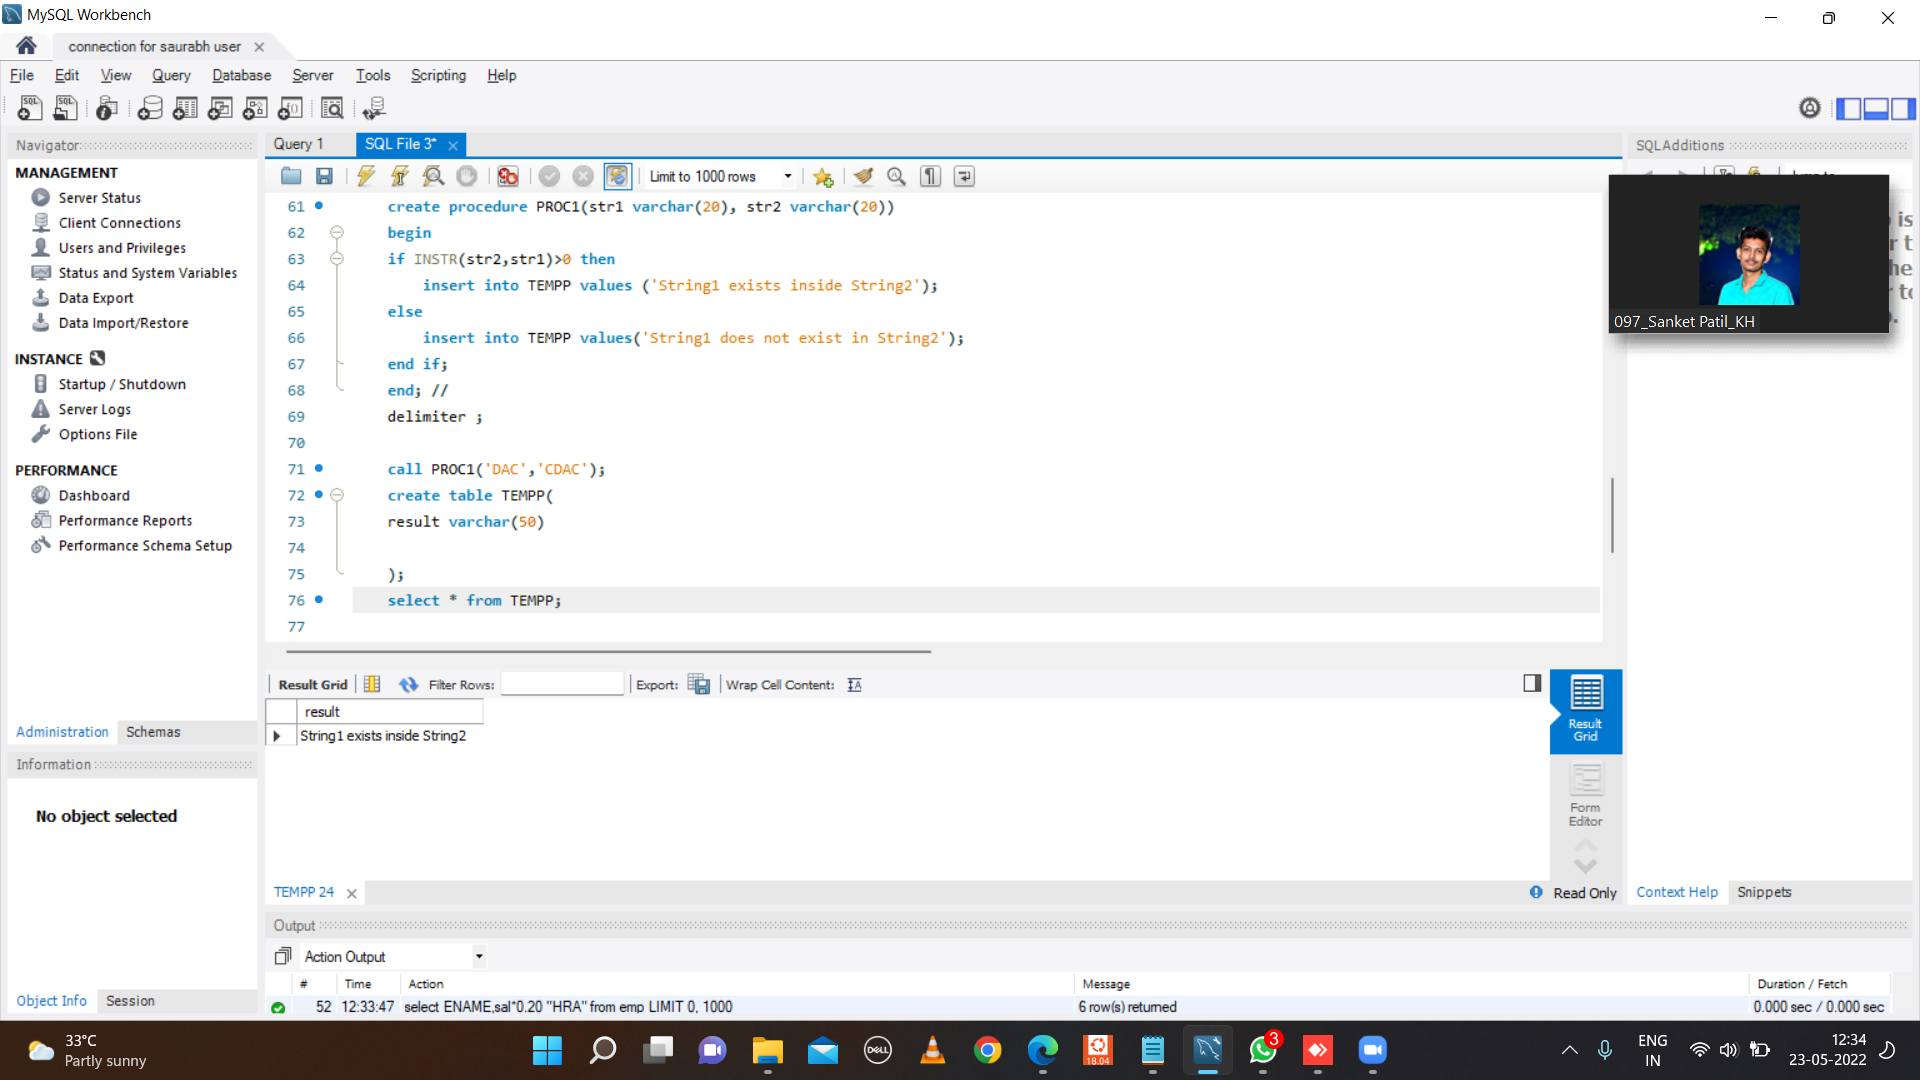 MySQL Workbench
connection for saurabh user
File Edit View Query Database Server Tools Scripting Help
Navigator
MANAGEMENT
Server Status
Client Connections
Users and Privileges
Status and System Variables
Data Export
Data Import/Restore
INSTANCE
Startup / Shutdown
Server Logs
Options File
PERFORMANCE
Dashboard
Performance Reports
Performance Schema Setup
Administration Schemas
Information
No object selected
Object Info Session
Query 1 SQL File 3*
Limit to 1000 rows
61 create procedure PROC1(str1 varchar(20), str2 varchar(20))
62 begin
63 if INSTR(str2,str1)>0 then
64 insert into TEMPP values ('String1 exists inside String2');
65 else
66 insert into TEMPP values('String1 does not exist in String2');
67 end if;
68 end; //
69 delimiter ;
70
71 call PROC1('DAC','CDAC');
72 create table TEMPP(
73 result varchar(50)
74
75 );
76 select * from TEMPP;
77
Result Grid Filter Rows: Export: Wrap Cell Content:
result
String1 exists inside String2
Result
Grid
Form
Editor
TEMPP 24
Read Only
SQLAdditions
097_Sanket Patil_KH
Context Help Snippets
Output
Action Output
# Time Action Message Duration / Fetch
52 12:33:47 select ENAME,sal*0.20 "HRA" from emp LIMIT 0, 1000 6 row(s) returned 0.000 sec / 0.000 sec
33°C
Partly sunny
DELL
18.04
3
ENG
IN
12:34
23-05-2022